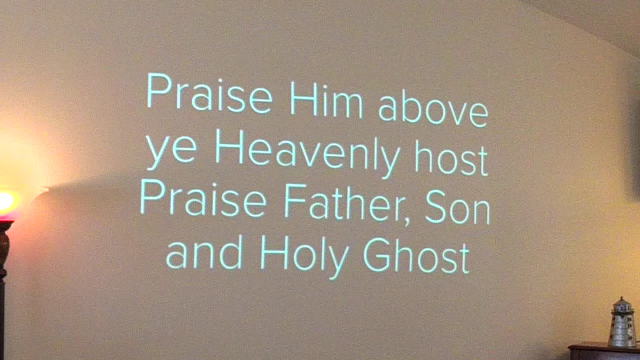 Praise Him above
ye Heavenly host
Praise Father, Son
and Holy Ghost